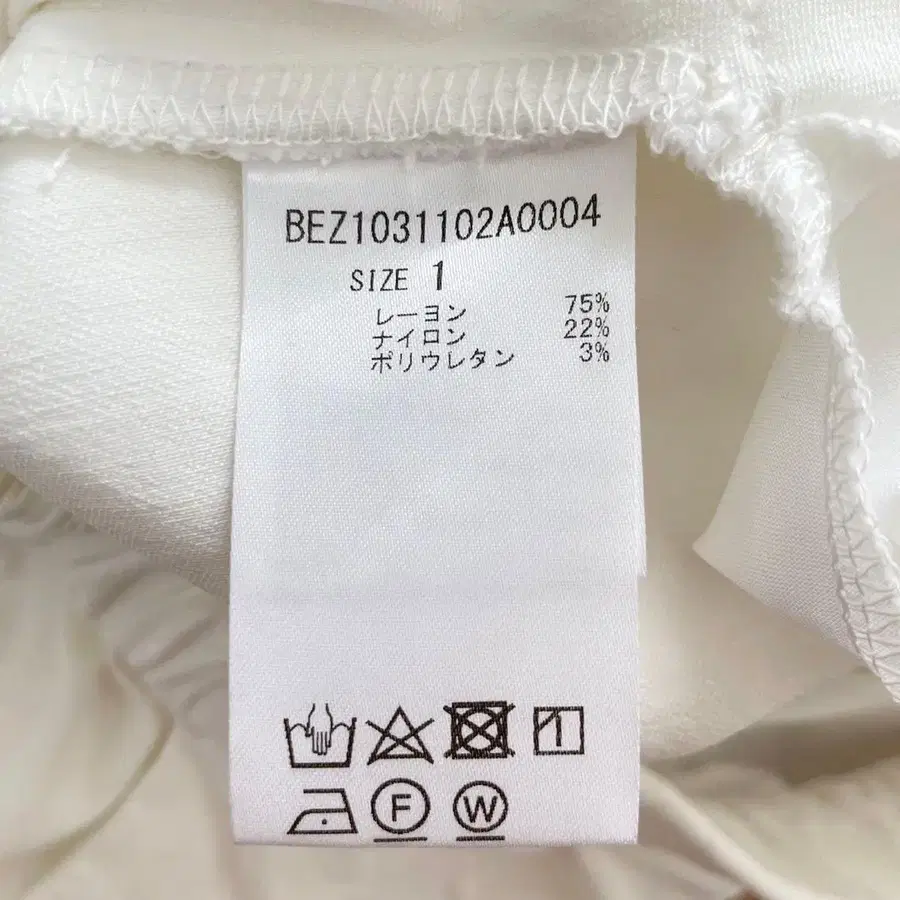 BEZ1031102A0004
SIZE 1
レーヨン 75%
ナイロン 22%
ポリウレタン 3%
F W